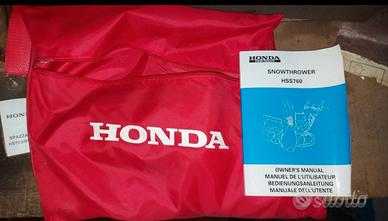 HONDA
HONDA
SNOWTHROWER
HSS760
OWNER'S MANUAL
MANUEL DE L'UTILISATEUR
BEDIENUNGSANLEITUNG
MANUALE DELL'UTENTE
HONDA
SPAZZA
subito